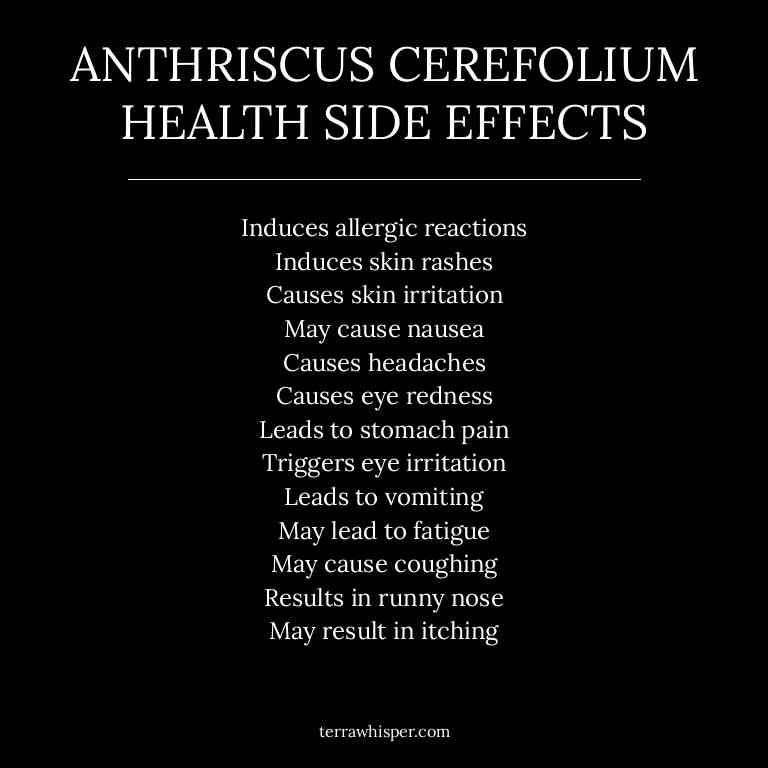 ANTHRISCUS CEREFOLIUM
HEALTH SIDE EFFECTS
Induces allergic reactions
Induces skin rashes
Causes skin irritation
May cause nausea
Causes headaches
Causes eye redness
Leads to stomach pain
Triggers eye irritation
Leads to vomiting
May lead to fatigue
May cause coughing
Results in runny nose
May result in itching
terrawhisper.com